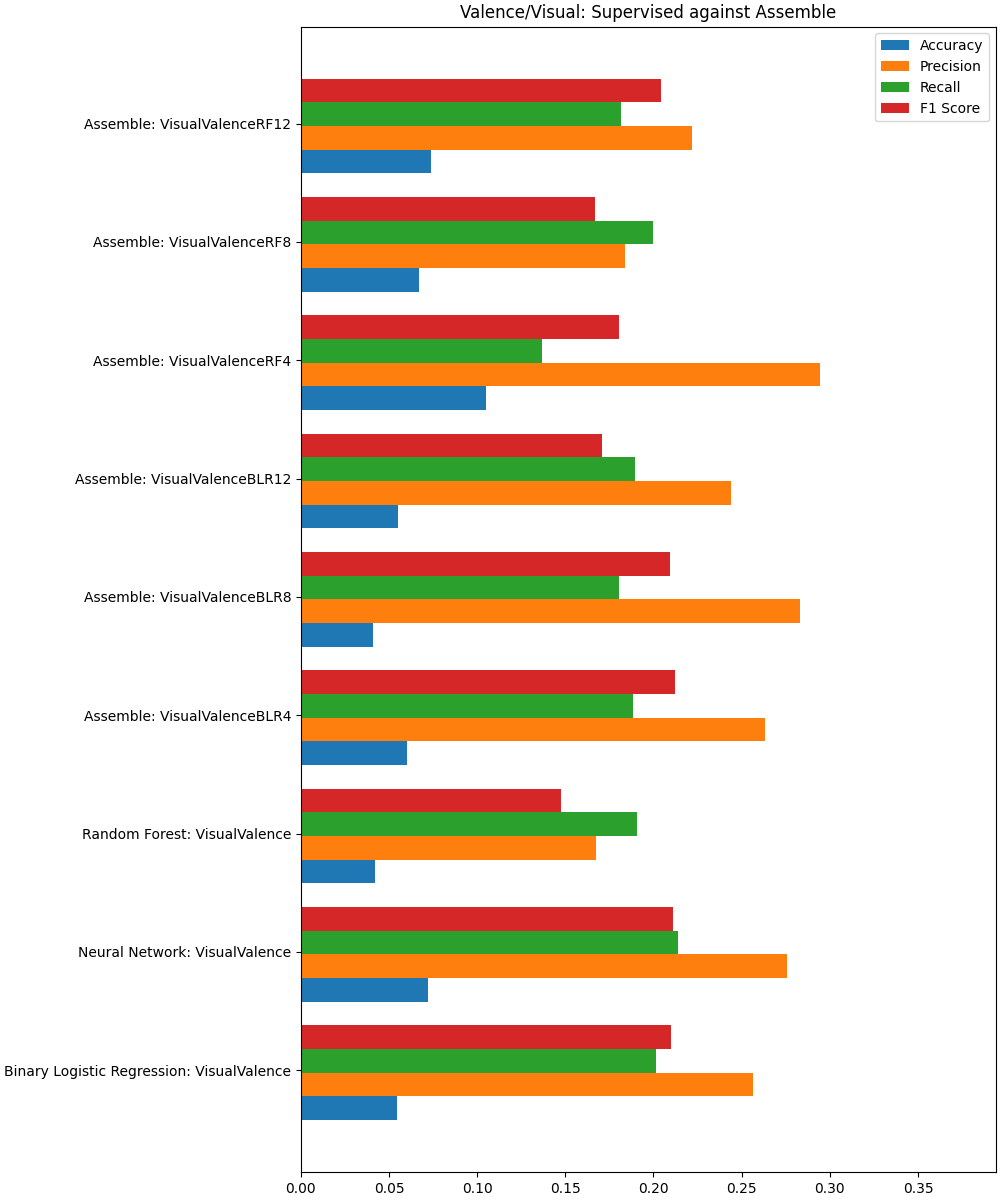 Valence/Visual: Supervised against Assemble
Accuracy
Precision
Recall
F1 Score
Assemble: VisualValenceRF12
Assemble: VisualValenceRF8
Assemble: VisualValenceRF4
Assemble: VisualValenceBLR12
Assemble: VisualValenceBLR8
Assemble: VisualValenceBLR4
Random Forest: VisualValence
Neural Network: VisualValence
Binary Logistic Regression: VisualValence
0.00 0.05 0.10 0.15 0.20 0.25 0.30 0.35